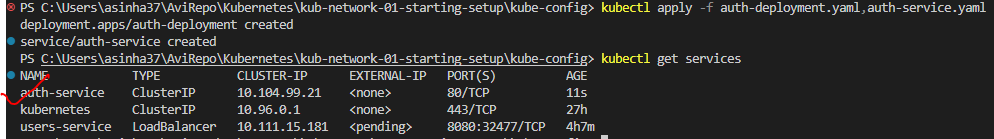 PS C:\Users\asinha37\AviRepo\Kubernetes\kub-network-01-starting-setup\kube-config> kubectl apply -f auth-deployment.yaml,auth-service.yaml
deployment.apps/auth-deployment created
service/auth-service created
PS C:\Users\asinha37\AviRepo\Kubernetes\kub-network-01-starting-setup\kube-config> kubectl get services
NAME TYPE CLUSTER-IP EXTERNAL-IP PORT(S) AGE
auth-service ClusterIP 10.104.99.21 <none> 80/TCP 11s
kubernetes ClusterIP 10.96.0.1 <none> 443/TCP 27h
users-service LoadBalancer 10.111.15.181 <pending> 8080:32477/TCP 4h7m